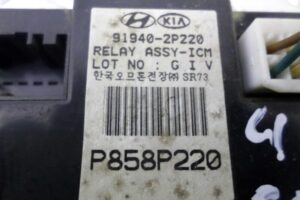 HYUNDAI KIA
91940-2P220
RELAY ASSY-ICM
LOT NO : G I V
한국오므론전장㈜ SR73
P858P220